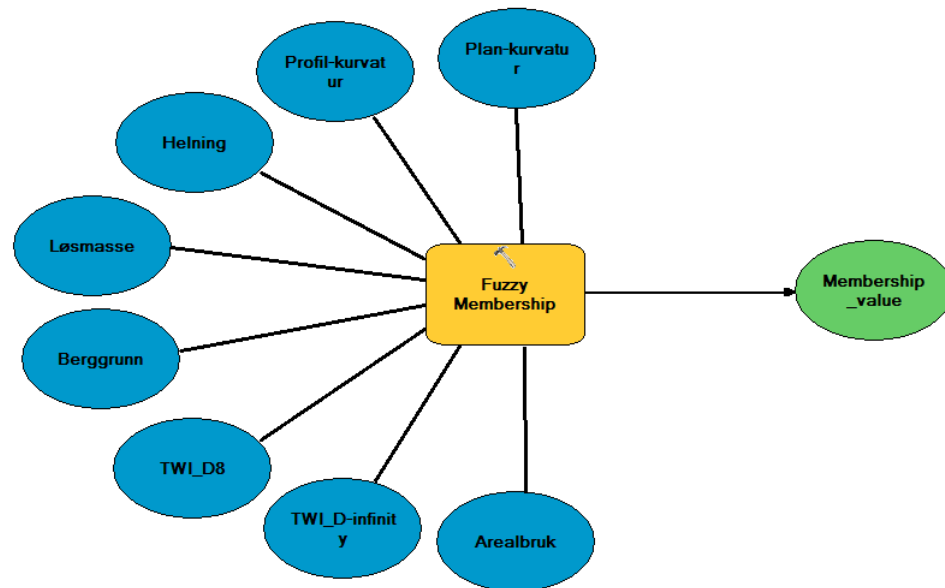 Plan-kurvatu
r
Profil-kurvat
ur
Helning
Løsmasse
Fuzzy
Membership
Membership
_value
Berggrunn
TWI_D8
TWI_D-infinit
y
Arealbruk